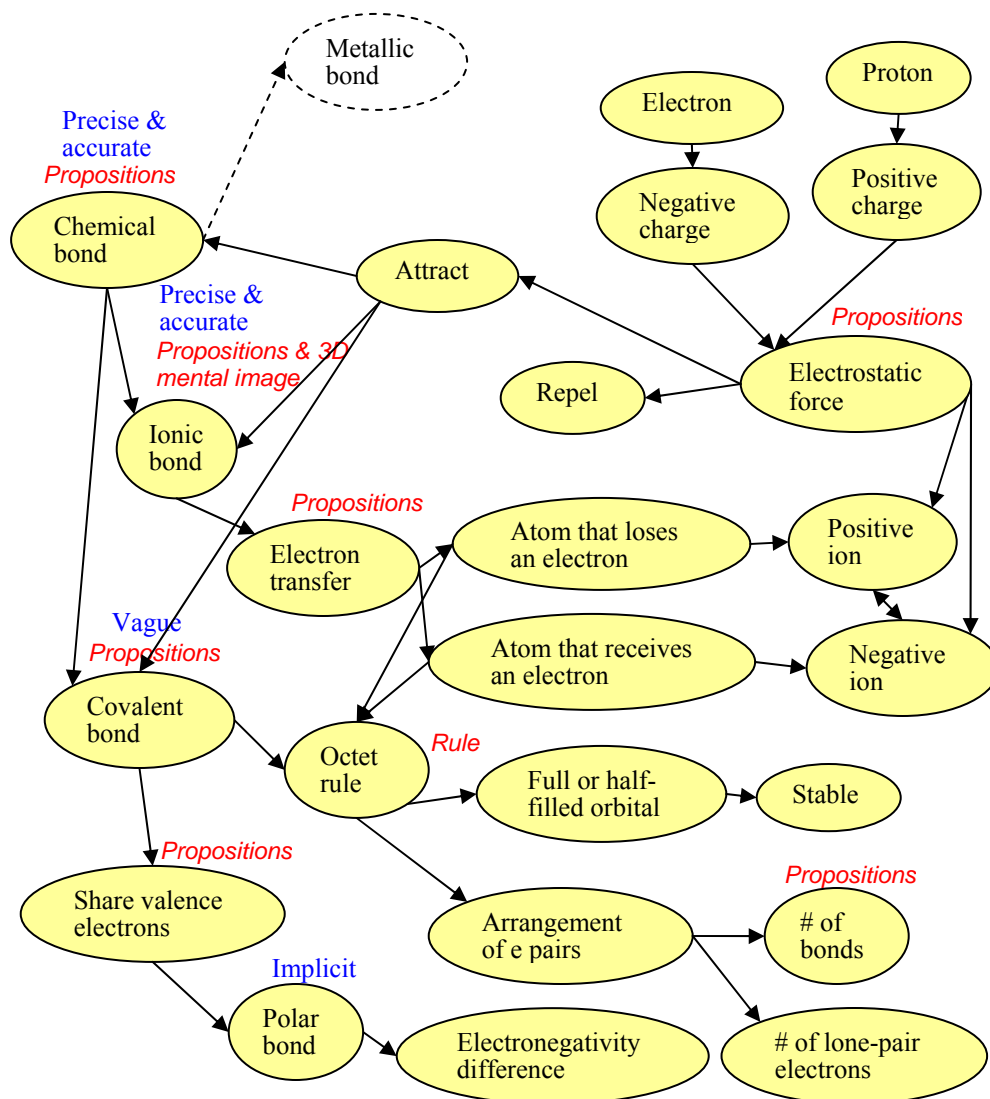 Metallic
bond
Proton
Electron
Precise &
accurate
Propositions
Positive
charge
Negative
charge
Chemical
bond
Attract
Precise &
accurate
Propositions & 3D
mental image
Propositions
Electrostatic
force
Repel
Ionic
bond
Propositions
Electron
transfer
Atom that loses
an electron
Positive
ion
Vague
Propositions
Atom that receives
an electron
Negative
ion
Covalent
bond
Octet
rule
Rule
Full or half-
filled orbital
Stable
Propositions
Share valence
electrons
Propositions
Arrangement
of e pairs
# of
bonds
Implicit
Polar
bond
Electronegativity
difference
# of lone-pair
electrons